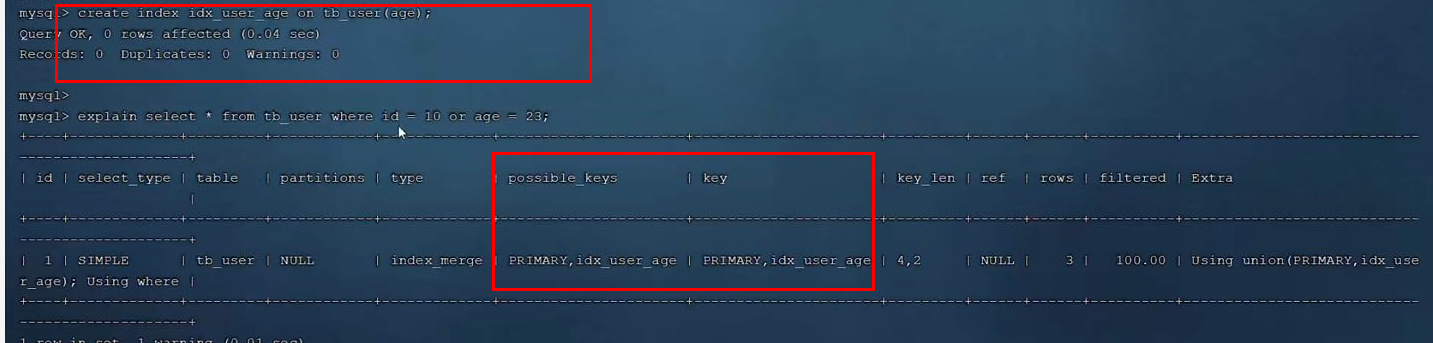 mysql> create index idx_user_age on tb_user(age);
Query OK, 0 rows affected (0.04 sec)
Records: 0  Duplicates: 0  Warnings: 0
mysql>
mysql> explain select * from tb_user where id = 10 or age = 23;
+----+-------------+---------+------------+-------------+----------------------+----------------------+---------+------+------+----------+--------------------------
--------------------+
| id | select_type | table   | partitions | type        | possible_keys        | key                  | key_len | ref  | rows | filtered | Extra
|
+----+-------------+---------+------------+-------------+----------------------+----------------------+---------+------+------+----------+--------------------------
--------------------+
|  1 | SIMPLE      | tb_user | NULL       | index_merge | PRIMARY,idx_user_age | PRIMARY,idx_user_age | 4,2     | NULL |    3 |   100.00 | Using union(PRIMARY,idx_use
r_age); Using where |
+----+-------------+---------+------------+-------------+----------------------+----------------------+---------+------+------+----------+--------------------------
--------------------+
1 row in set, 1 warning (0.01 sec)